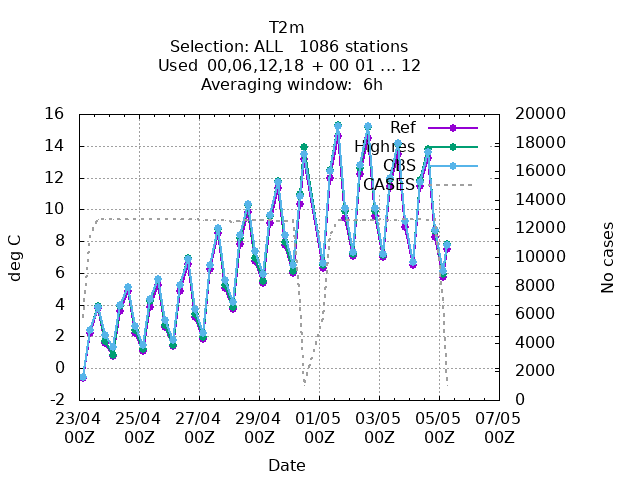 T2m
Selection: ALL   1086 stations
Used  00,06,12,18  + 00 01 ... 12
Averaging window:  6h
deg C
16
14
12
10
8
6
4
2
0
-2
20000
18000
16000
14000
12000
10000
8000
6000
4000
2000
0
No cases
Ref
Highres
OBS
CASES
23/04 25/04 27/04 29/04 01/05 03/05 05/05 07/05
00Z 00Z 00Z 00Z 00Z 00Z 00Z 00Z
Date